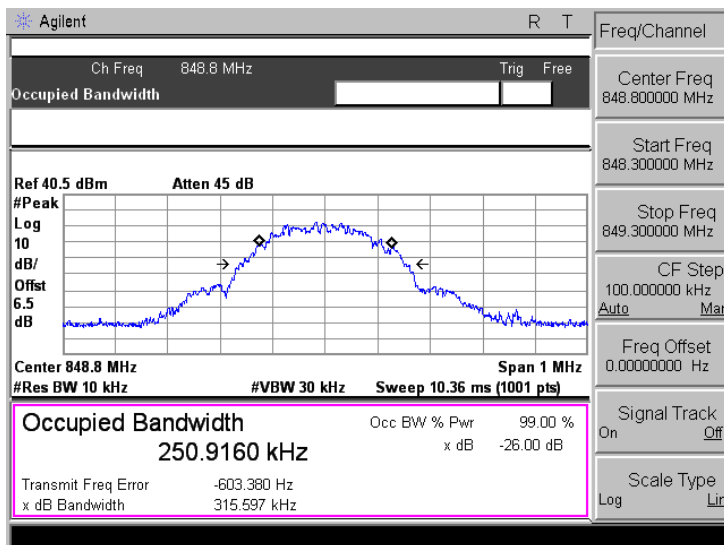 Agilent R T
Ch Freq 848.8 MHz Trig Free
Occupied Bandwidth
Ref 40.5 dBm Atten 45 dB
#Peak
Log
10
dB/
Offst
6.5
dB
Center 848.8 MHz Span 1 MHz
#Res BW 10 kHz #VBW 30 kHz Sweep 10.36 ms (1001 pts)
Occupied Bandwidth Occ BW % Pwr 99.00 %
250.9160 kHz x dB -26.00 dB
Transmit Freq Error -603.380 Hz
x dB Bandwidth 315.597 kHz
Freq/Channel
Center Freq
848.800000 MHz
Start Freq
848.300000 MHz
Stop Freq
849.300000 MHz
CF Step
100.000000 kHz
Auto Man
Freq Offset
0.00000000 Hz
Signal Track
On Off
Scale Type
Log Lin